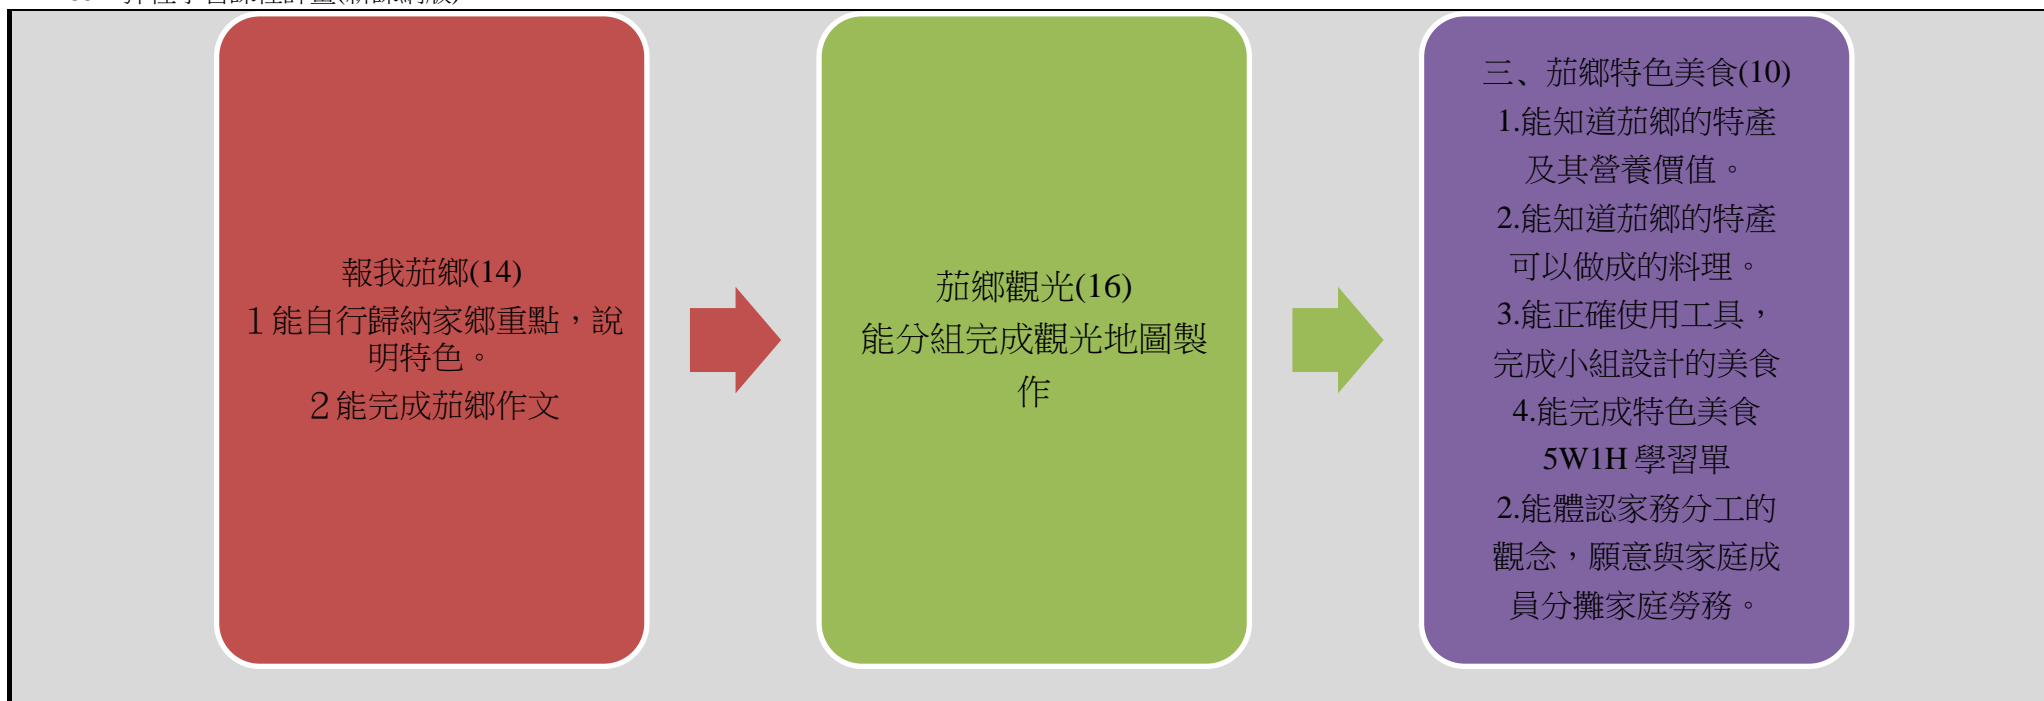 報我茄鄉(14)
１能自行歸納家鄉重點，說
明特色。
２能完成茄鄉作文
茄鄉觀光(16)
能分組完成觀光地圖製
作
三、茄鄉特色美食(10)
1.能知道茄鄉的特產
及其營養價值。
2.能知道茄鄉的特產
可以做成的料理。
3.能正確使用工具，
完成小組設計的美食
4.能完成特色美食
5W1H 學習單
2.能體認家務分工的
觀念，願意與家庭成
員分攤家庭勞務。